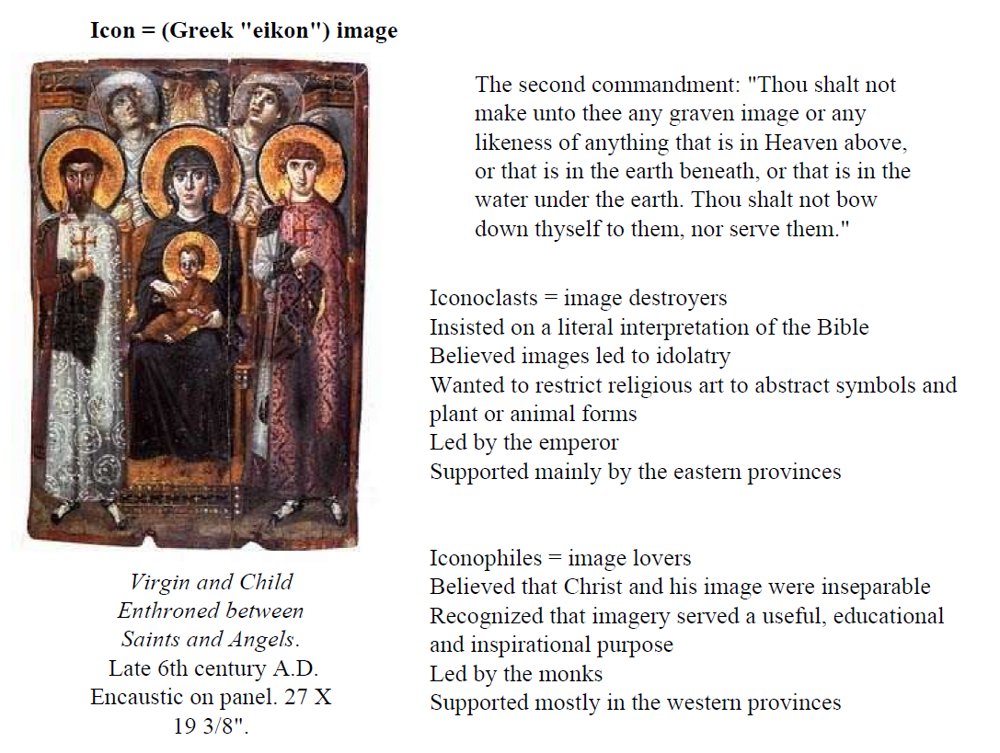 Icon = (Greek "eikon") image
The second commandment: "Thou shalt not
make unto thee any graven image or any
likeness of anything that is in Heaven above,
or that is in the earth beneath, or that is in the
water under the earth. Thou shalt not bow
down thyself to them, nor serve them."
Iconoclasts = image destroyers
Insisted on a literal interpretation of the Bible
Believed images led to idolatry
Wanted to restrict religious art to abstract symbols and
plant or animal forms
Led by the emperor
Supported mainly by the eastern provinces
Iconophiles = image lovers
Believed that Christ and his image were inseparable
Recognized that imagery served a useful, educational
and inspirational purpose
Led by the monks
Supported mostly in the western provinces
Virgin and Child
Enthroned between
Saints and Angels.
Late 6th century A.D.
Encaustic on panel. 27 X
19 3/8".